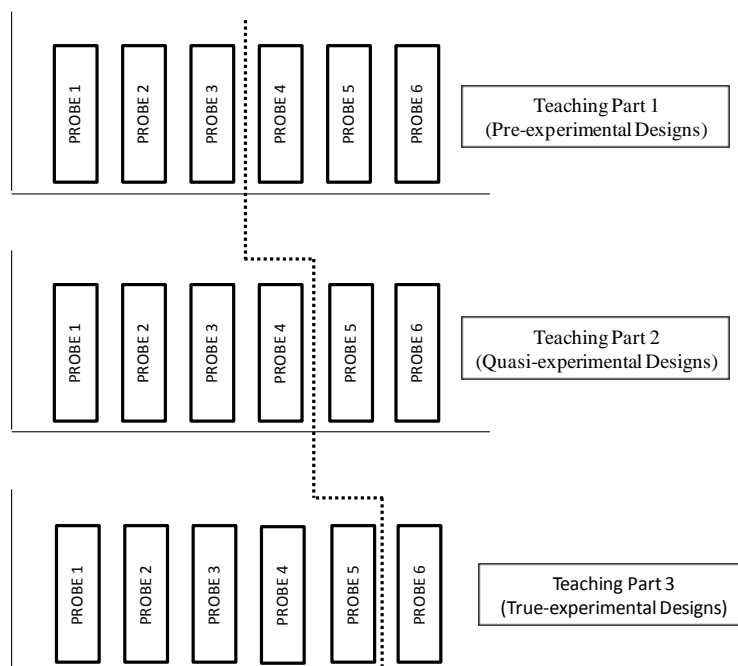 PROBE 1
PROBE 2
PROBE 3
PROBE 4
PROBE 5
PROBE 6
Teaching Part 1
(Pre-experimental Designs)
PROBE 1
PROBE 2
PROBE 3
PROBE 4
PROBE 5
PROBE 6
Teaching Part 2
(Quasi-experimental Designs)
PROBE 1
PROBE 2
PROBE 3
PROBE 4
PROBE 5
PROBE 6
Teaching Part 3
(True-experimental Designs)